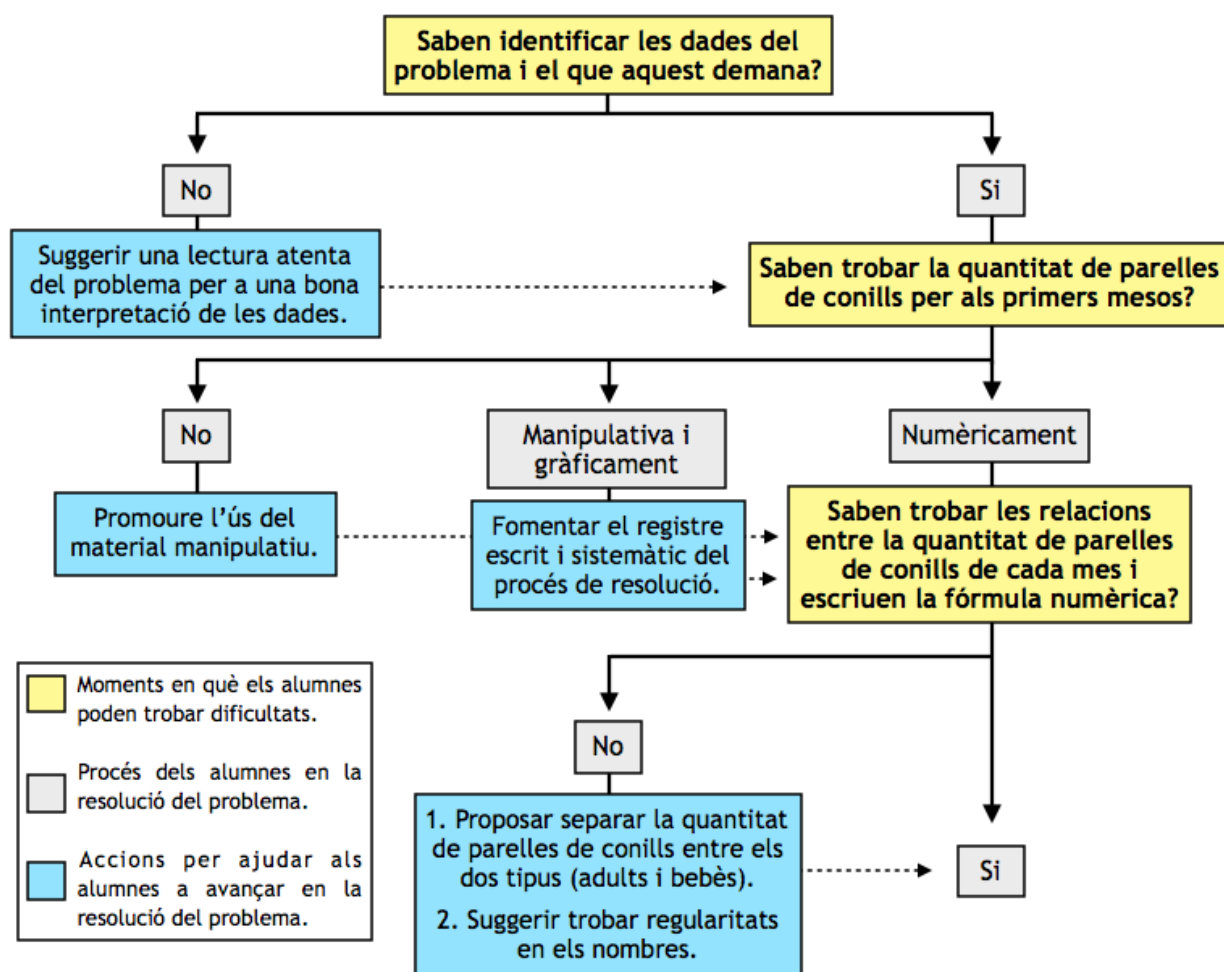 Saben identificar les dades del
problema i el que aquest demana?
No
Si
Suggerir una lectura atenta
del problema per a una bona
interpretació de les dades.
Saben trobar la quantitat de parelles
de conills per als primers mesos?
No
Manipulativa i
gràficament
Numèricament
Promoure l'ús del
material manipulatiu.
Fomentar el registre
escrit i sistemàtic del
procés de resolució.
Saben trobar les relacions
entre la quantitat de parelles
de conills de cada mes i
escriuen la fórmula numèrica?
No
1. Proposar separar la quantitat
de parelles de conills entre els
dos tipus (adults i bebès).
2. Suggerir trobar regularitats
en els nombres.
Si
Moments en què els alumnes
poden trobar dificultats.
Procés dels alumnes en la
resolució del problema.
Accions per ajudar als
alumnes a avançar en la
resolució del problema.